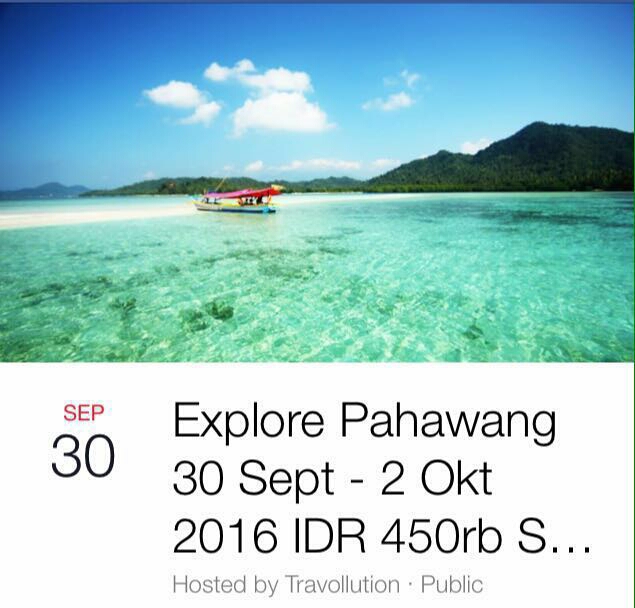 SEP
30
Explore Pahawang
30 Sept - 2 Okt
2016 IDR 450rb S...
Hosted by Travollution · Public